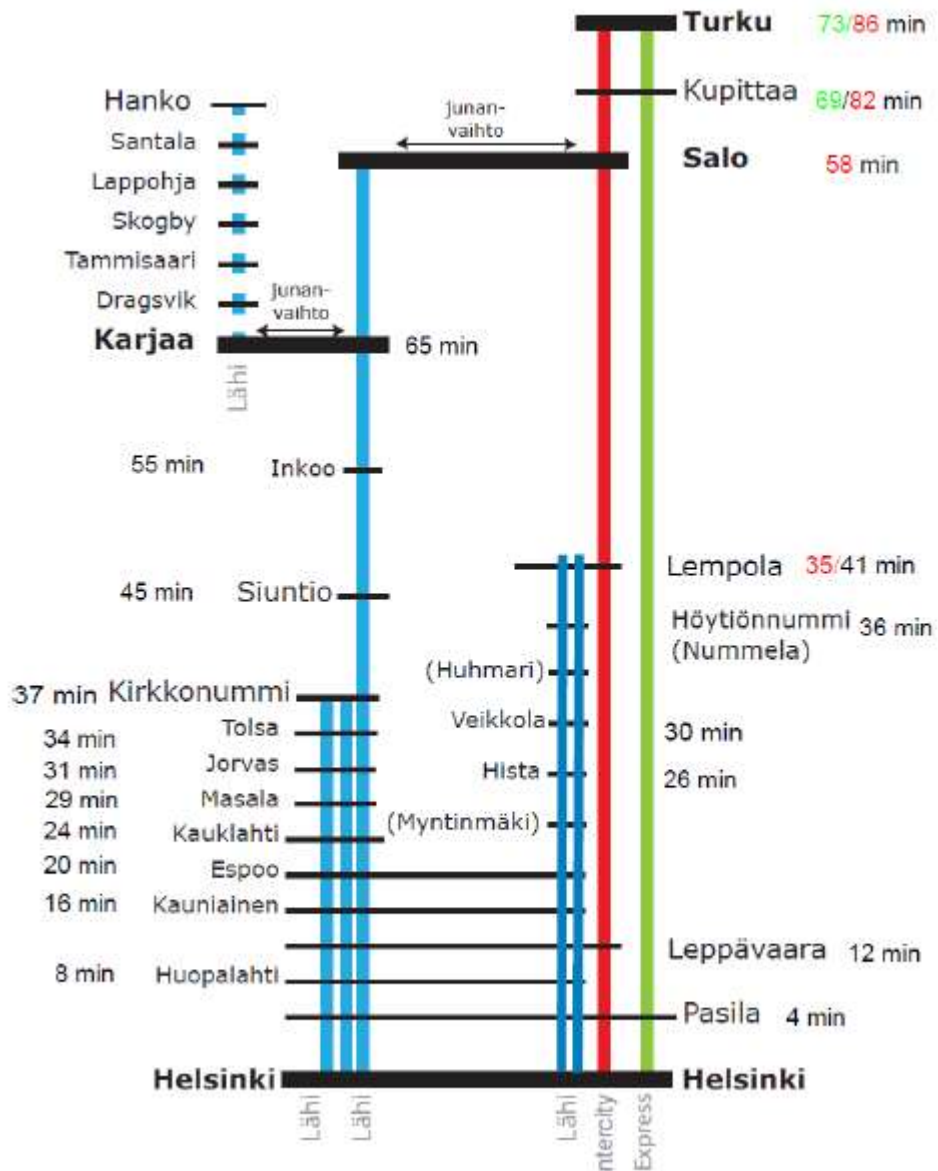 Turku 73/86 min
Kupittaa 69/82 min
Hanko
junan-
vaihto
Santala
Salo 58 min
Lappohja
Skogby
Tammisaari
Dragsvik
junan-
vaihto
Karjaa 65 min
Lähi
55 min Inkoo
Lempola 35/41 min
45 min Siuntio
Höytiönnummi 36 min
(Nummela)
(Huhmari)
37 min Kirkkonummi
34 min Tolsa
Veikkola 30 min
31 min Jorvas
Hista 26 min
29 min Masala
24 min Kauklahti
(Myntinmäki)
20 min Espoo
16 min Kauniainen
Leppävaara 12 min
8 min Huopalahti
Pasila 4 min
Helsinki
Helsinki
Lähi
Lähi
Lähi
ntercity
Express